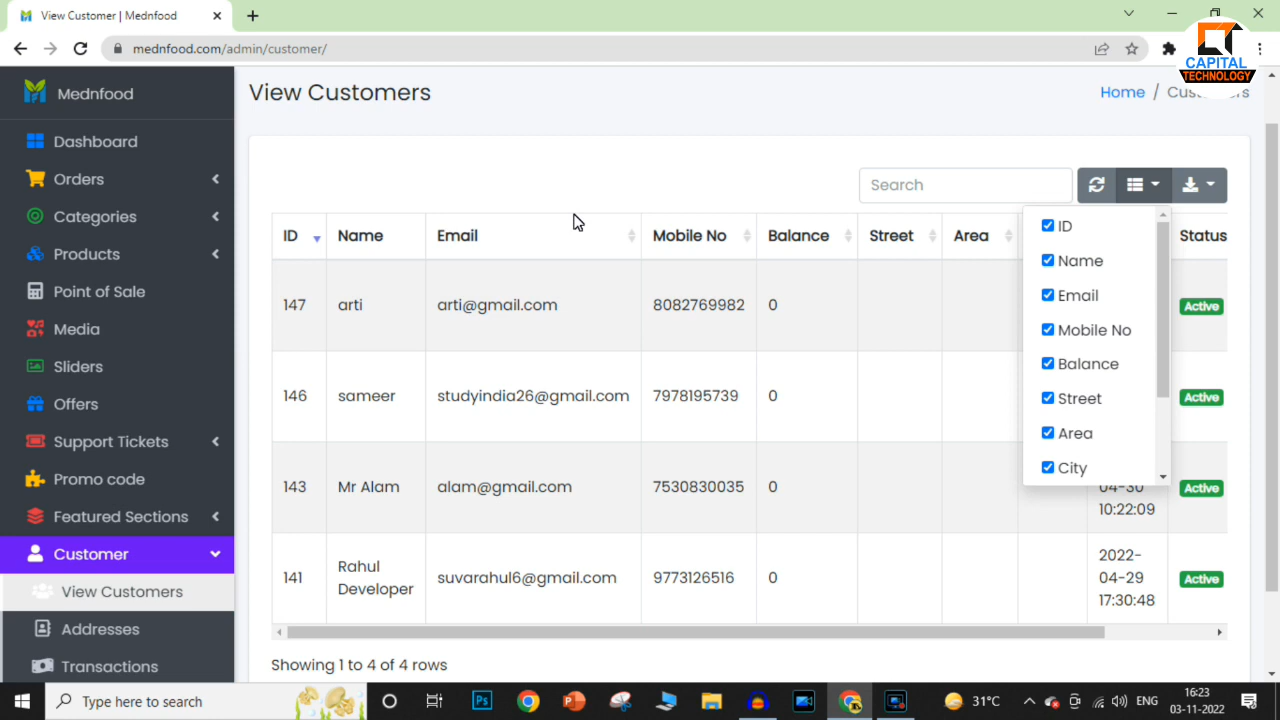 View Customer | Mednfood
mednfood.com/admin/customer/
CAPITAL
TECHNOLOGY
Mednfood
Dashboard
Orders
Categories
Products
Point of Sale
Media
Sliders
Offers
Support Tickets
Promo code
Featured Sections
Customer
View Customers
Addresses
Transactions
View Customers
Home / Customers
Search
ID Name Email Mobile No Balance Street Area Status
147 arti arti@gmail.com 8082769982 0 Active
146 sameer studyindia26@gmail.com 7978195739 0 Active
143 Mr Alam alam@gmail.com 7530830035 0 04-30 10:22:09 Active
141 Rahul Developer suvarahul6@gmail.com 9773126516 0 2022-04-29 17:30:48 Active
ID
Name
Email
Mobile No
Balance
Street
Area
City
Showing 1 to 4 of 4 rows
Type here to search
31°C
ENG
16:23
03-11-2022